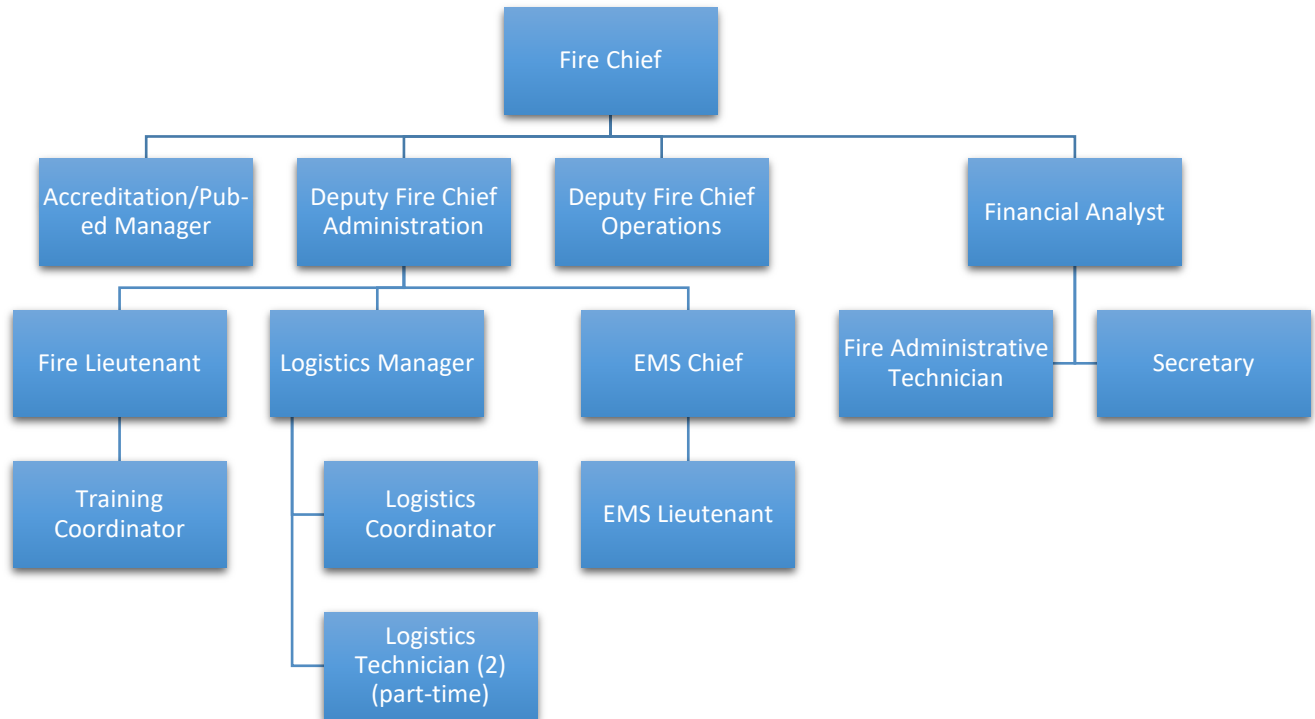 Fire Chief
Accreditation/Pub-
ed Manager
Deputy Fire Chief
Administration
Deputy Fire Chief
Operations
Financial Analyst
Fire Lieutenant
Logistics Manager
EMS Chief
Fire Administrative
Technician
Secretary
Training
Coordinator
Logistics
Coordinator
EMS Lieutenant
Logistics
Technician (2)
(part-time)